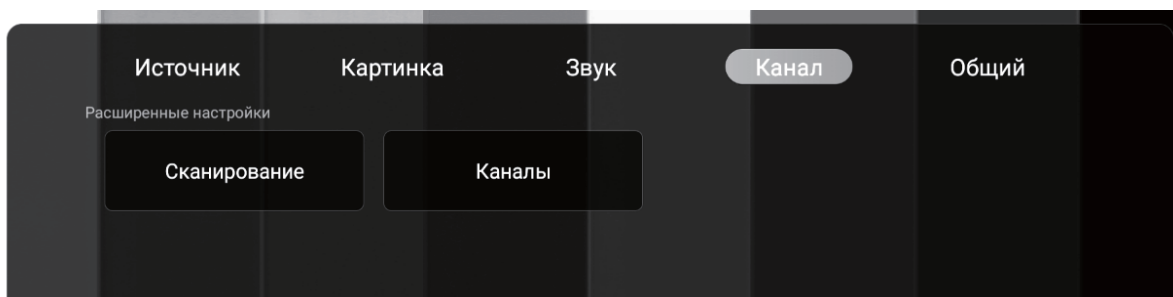 Источник Картинка Звук Канал Общий
Расширенные настройки
Сканирование Каналы